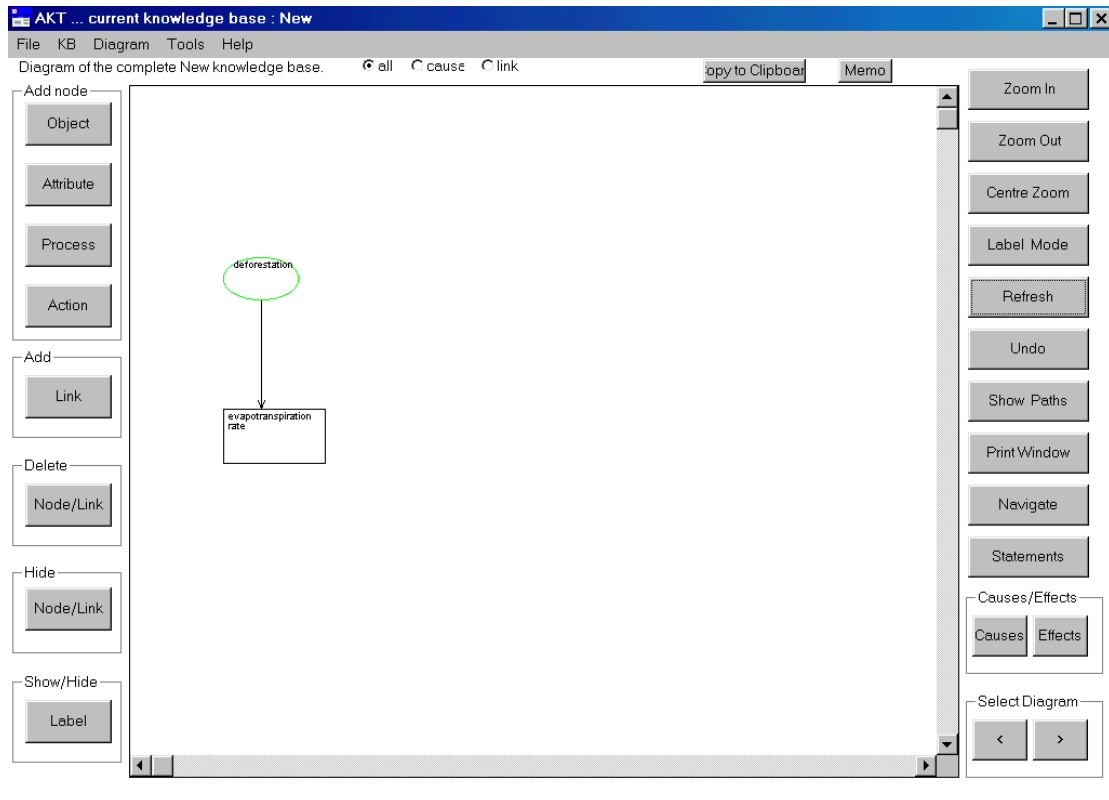 AKT ... current knowledge base : New
File KB Diagram Tools Help
Diagram of the complete New knowledge base. all cause link opy to Clipboar Memo
Add node
Object
Attribute
Process
Action
Add
Link
Delete
Node/Link
Hide
Node/Link
Show/Hide
Label
deforestation
evapotranspiration
rate
Zoom In
Zoom Out
Centre Zoom
Label Mode
Refresh
Undo
Show Paths
Print Window
Navigate
Statements
Causes/Effects
Causes Effects
Select Diagram
< >